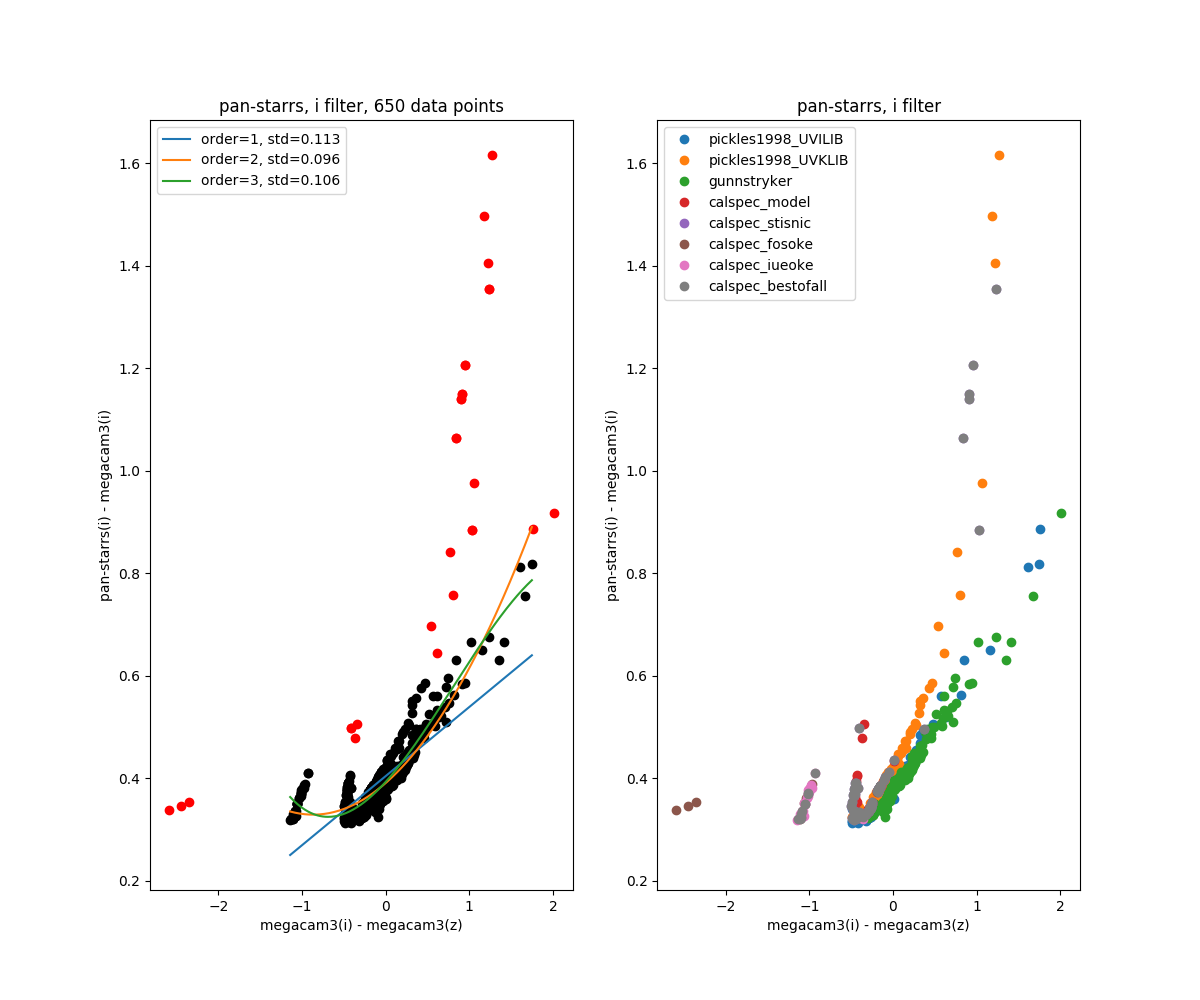 pan-starrs, i filter, 650 data points
order=1, std=0.113
order=2, std=0.096
order=3, std=0.106
pan-starrs(i) - megacam3(i)
1.6
1.4
1.2
1.0
0.8
0.6
0.4
0.2
−2
−1
0
1
2
megacam3(i) - megacam3(z)
pan-starrs, i filter
pickles1998_UVILIB
pickles1998_UVKLIB
gunnstryker
calspec_model
calspec_stisnic
calspec_fosoke
calspec_iueoke
calspec_bestofall
pan-starrs(i) - megacam3(i)
1.6
1.4
1.2
1.0
0.8
0.6
0.4
0.2
−2
−1
0
1
2
megacam3(i) - megacam3(z)